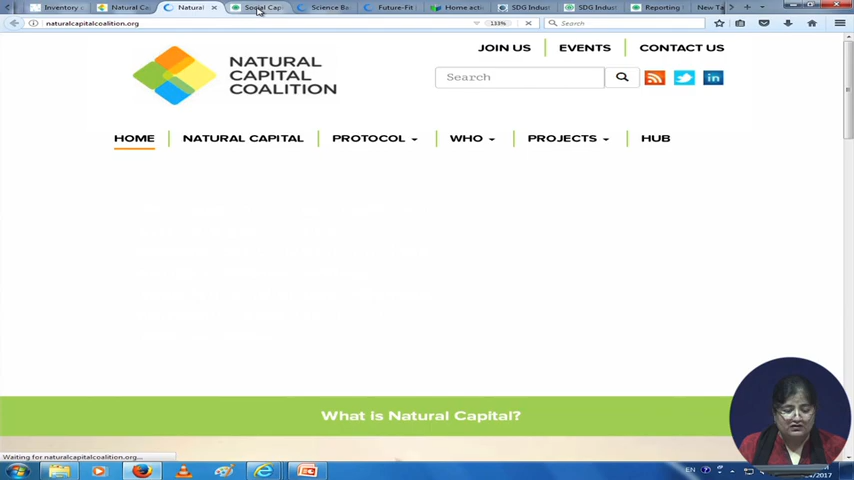 Inventory Natural Ca Natural Social Cap Science Ba Future-Fit Home acti SDG Indus SDG Indus Reporting New Ta
naturalcapitalcoalition.org 133% Search
JOIN US EVENTS CONTACT US
NATURAL
CAPITAL
COALITION
Search
HOME NATURAL CAPITAL PROTOCOL WHO PROJECTS HUB
What is Natural Capital?
Waiting for naturalcapitalcoalition.org...
EN